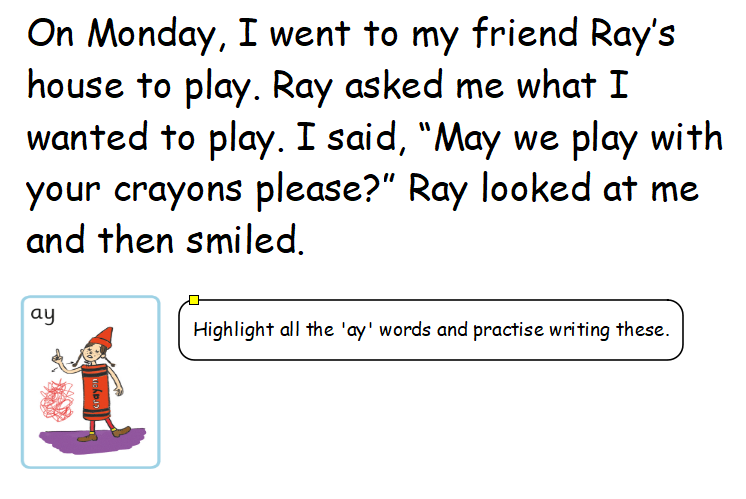 On Monday, I went to my friend Ray’s
house to play. Ray asked me what I
wanted to play. I said, “May we play with
your crayons please?” Ray looked at me
and then smiled.
ay
Highlight all the 'ay' words and practise writing these.